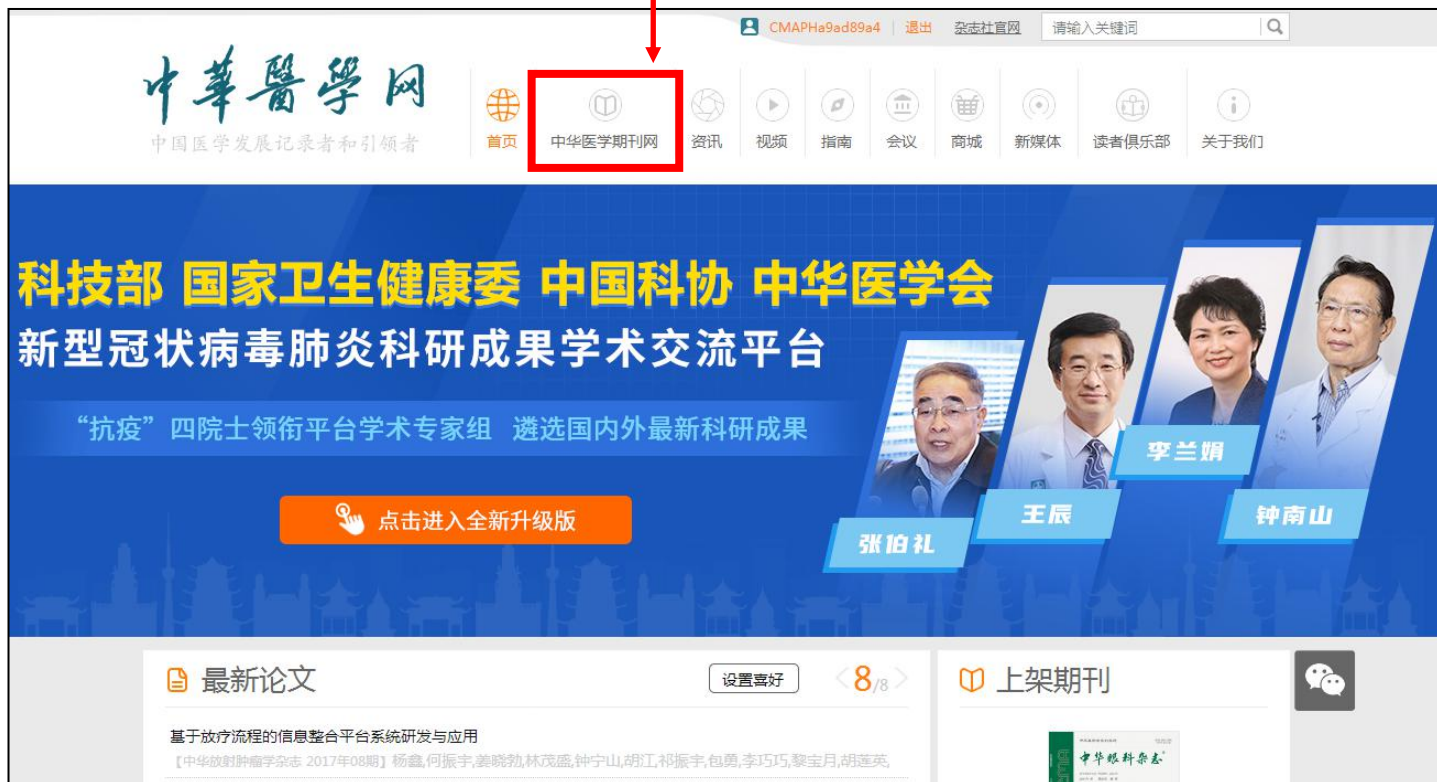 CMAPHa9ad89a4 | 退出 杂志社官网 请输入关键词
中華醫學网
中国医学发展记录者和引领者
首页 中华医学期刊网 资讯 视频 指南 会议 商城 新媒体 读者俱乐部 关于我们
科技部 国家卫生健康委 中国科协 中华医学会
新型冠状病毒肺炎科研成果学术交流平台
“抗疫”四院士领衔平台学术专家组 遴选国内外最新科研成果
点击进入全新升级版
张伯礼
王辰
李兰娟
钟南山
最新论文 设置喜好 <8/8> 上架期刊
基于放疗流程的信息整合平台系统研发与应用
【中华放射肿瘤学杂志 2017年 期】杨鑫,何振宇,姜晓勃,林茂盛,钟宁山,胡江,祁振宇,包勇,李巧巧,黎宝月,胡莲英,
中华眼科杂志